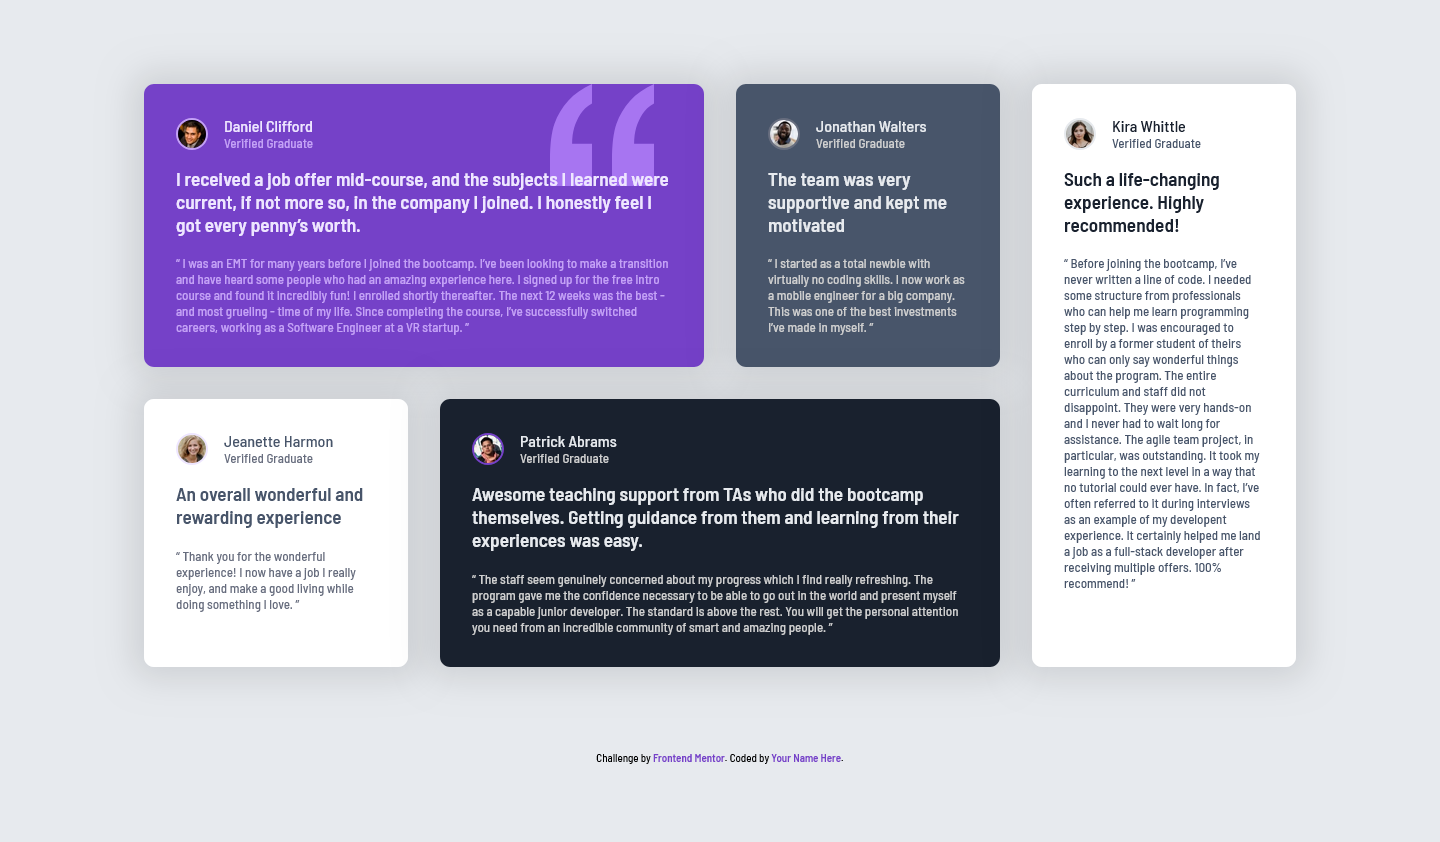 Daniel Clifford
Verified Graduate
I received a job offer mid-course, and the subjects I learned were
current, if not more so, in the company I joined. I honestly feel I
got every penny’s worth.
“ I was an EMT for many years before I joined the bootcamp. I’ve been looking to make a transition
and have heard some people who had an amazing experience here. I signed up for the free intro
course and found it incredibly fun! I enrolled shortly thereafter. The next 12 weeks was the best -
and most grueling - time of my life. Since completing the course, I’ve successfully switched
careers, working as a Software Engineer at a VR startup. ”
Jonathan Walters
Verified Graduate
The team was very
supportive and kept me
motivated
“ I started as a total newbie with
virtually no coding skills. I now work as
a mobile engineer for a big company.
This was one of the best investments
I’ve made in myself. ”
Kira Whittle
Verified Graduate
Such a life-changing
experience. Highly
recommended!
“ Before joining the bootcamp, I’ve
never written a line of code. I needed
some structure from professionals
who can help me learn programming
step by step. I was encouraged to
enroll by a former student of theirs
who can only say wonderful things
about the program. The entire
curriculum and staff did not
disappoint. They were very hands-on
and I never had to wait long for
assistance. The agile team project, in
particular, was outstanding. It took my
learning to the next level in a way that
no tutorial could ever have. In fact, I’ve
often referred to it during interviews
as an example of my developent
experience. It certainly helped me land
a job as a full-stack developer after
receiving multiple offers. 100%
recommend! ”
Jeanette Harmon
Verified Graduate
An overall wonderful and
rewarding experience
“ Thank you for the wonderful
experience! I now have a job I really
enjoy, and make a good living while
doing something I love. ”
Patrick Abrams
Verified Graduate
Awesome teaching support from TAs who did the bootcamp
themselves. Getting guidance from them and learning from their
experiences was easy.
“ The staff seem genuinely concerned about my progress which I find really refreshing. The
program gave me the confidence necessary to be able to go out in the world and present myself
as a capable junior developer. The standard is above the rest. You will get the personal attention
you need from an incredible community of smart and amazing people. ”
Challenge by Frontend Mentor. Coded by Your Name Here.